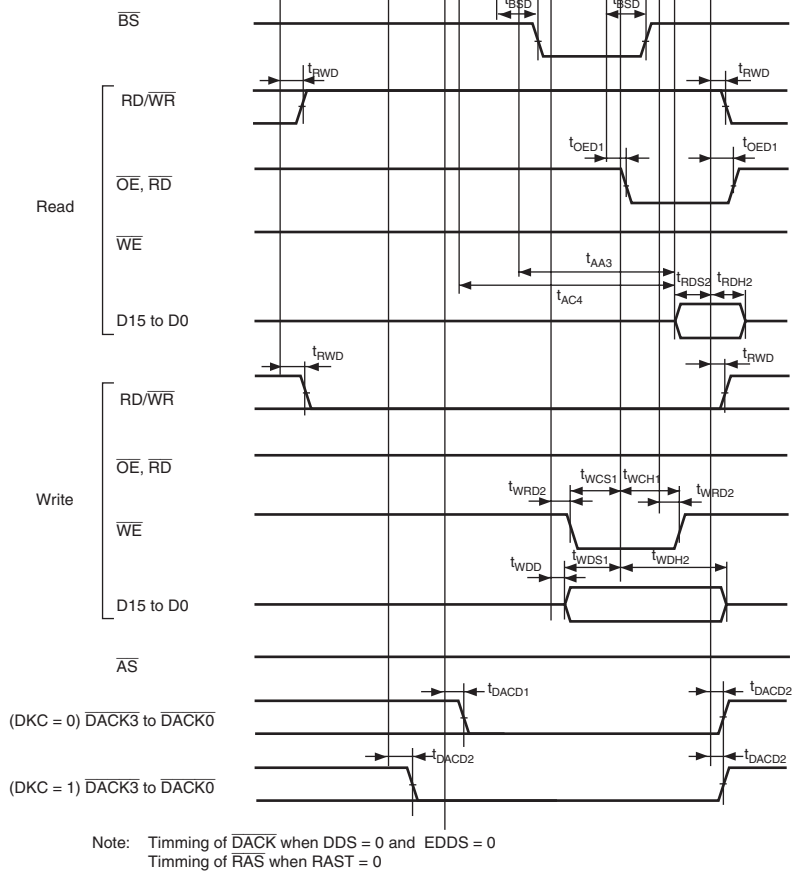 tBSD tBSD
BS
tRWD tRWD
RD/WR
tOED1 tOED1
OE, RD
Read
WE
tAA3
tRDS2 tRDH2
tAC4
D15 to D0
tRWD tRWD
RD/WR
OE, RD
tWCS1 tWCH1
tWRD2 tWRD2
Write
WE
tWDS1 tWDH2
tWDD
D15 to D0
AS
tDACD1 tDACD2
(DKC = 0) DACK3 to DACK0
tDACD2 tDACD2
(DKC = 1) DACK3 to DACK0
Note: Timming of DACK when DDS = 0 and EDDS = 0
Timming of RAS when RAST = 0